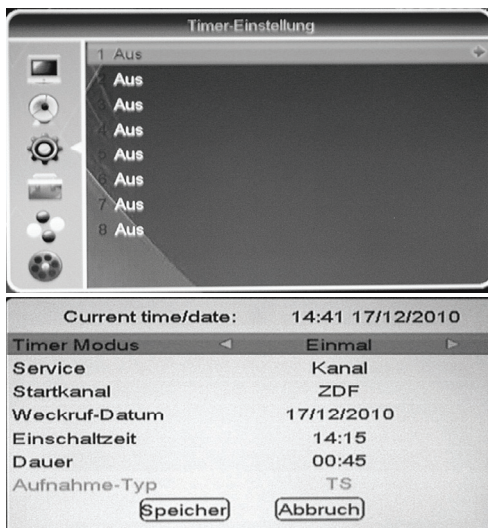 Timer-Einstellung
1 Aus
2 Aus
3 Aus
4 Aus
5 Aus
6 Aus
7 Aus
8 Aus
Current time/date: 14:41 17/12/2010
Timer Modus Einmal
Service Kanal
Startkanal ZDF
Weckruf-Datum 17/12/2010
Einschaltzeit 14:15
Dauer 00:45
Aufnahme-Typ TS
Speicher Abbruch